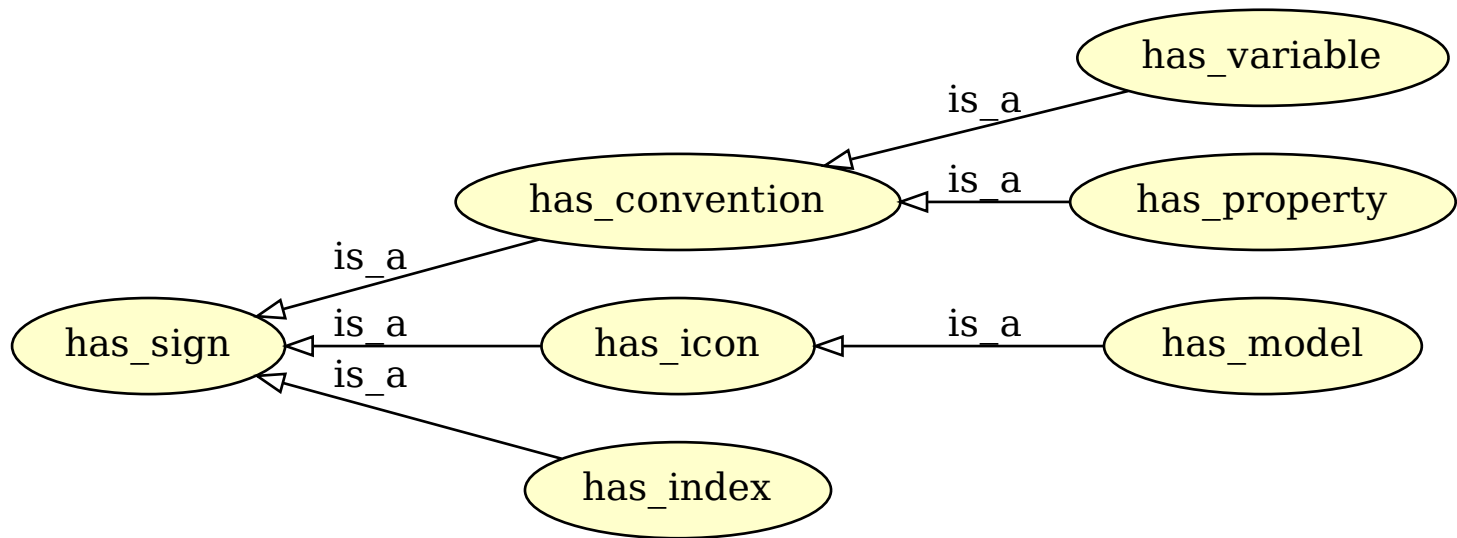 has_variable
is_a
has_convention
is_a
has_property
is_a
has_sign
is_a
has_icon
is_a
has_model
is_a
has_index